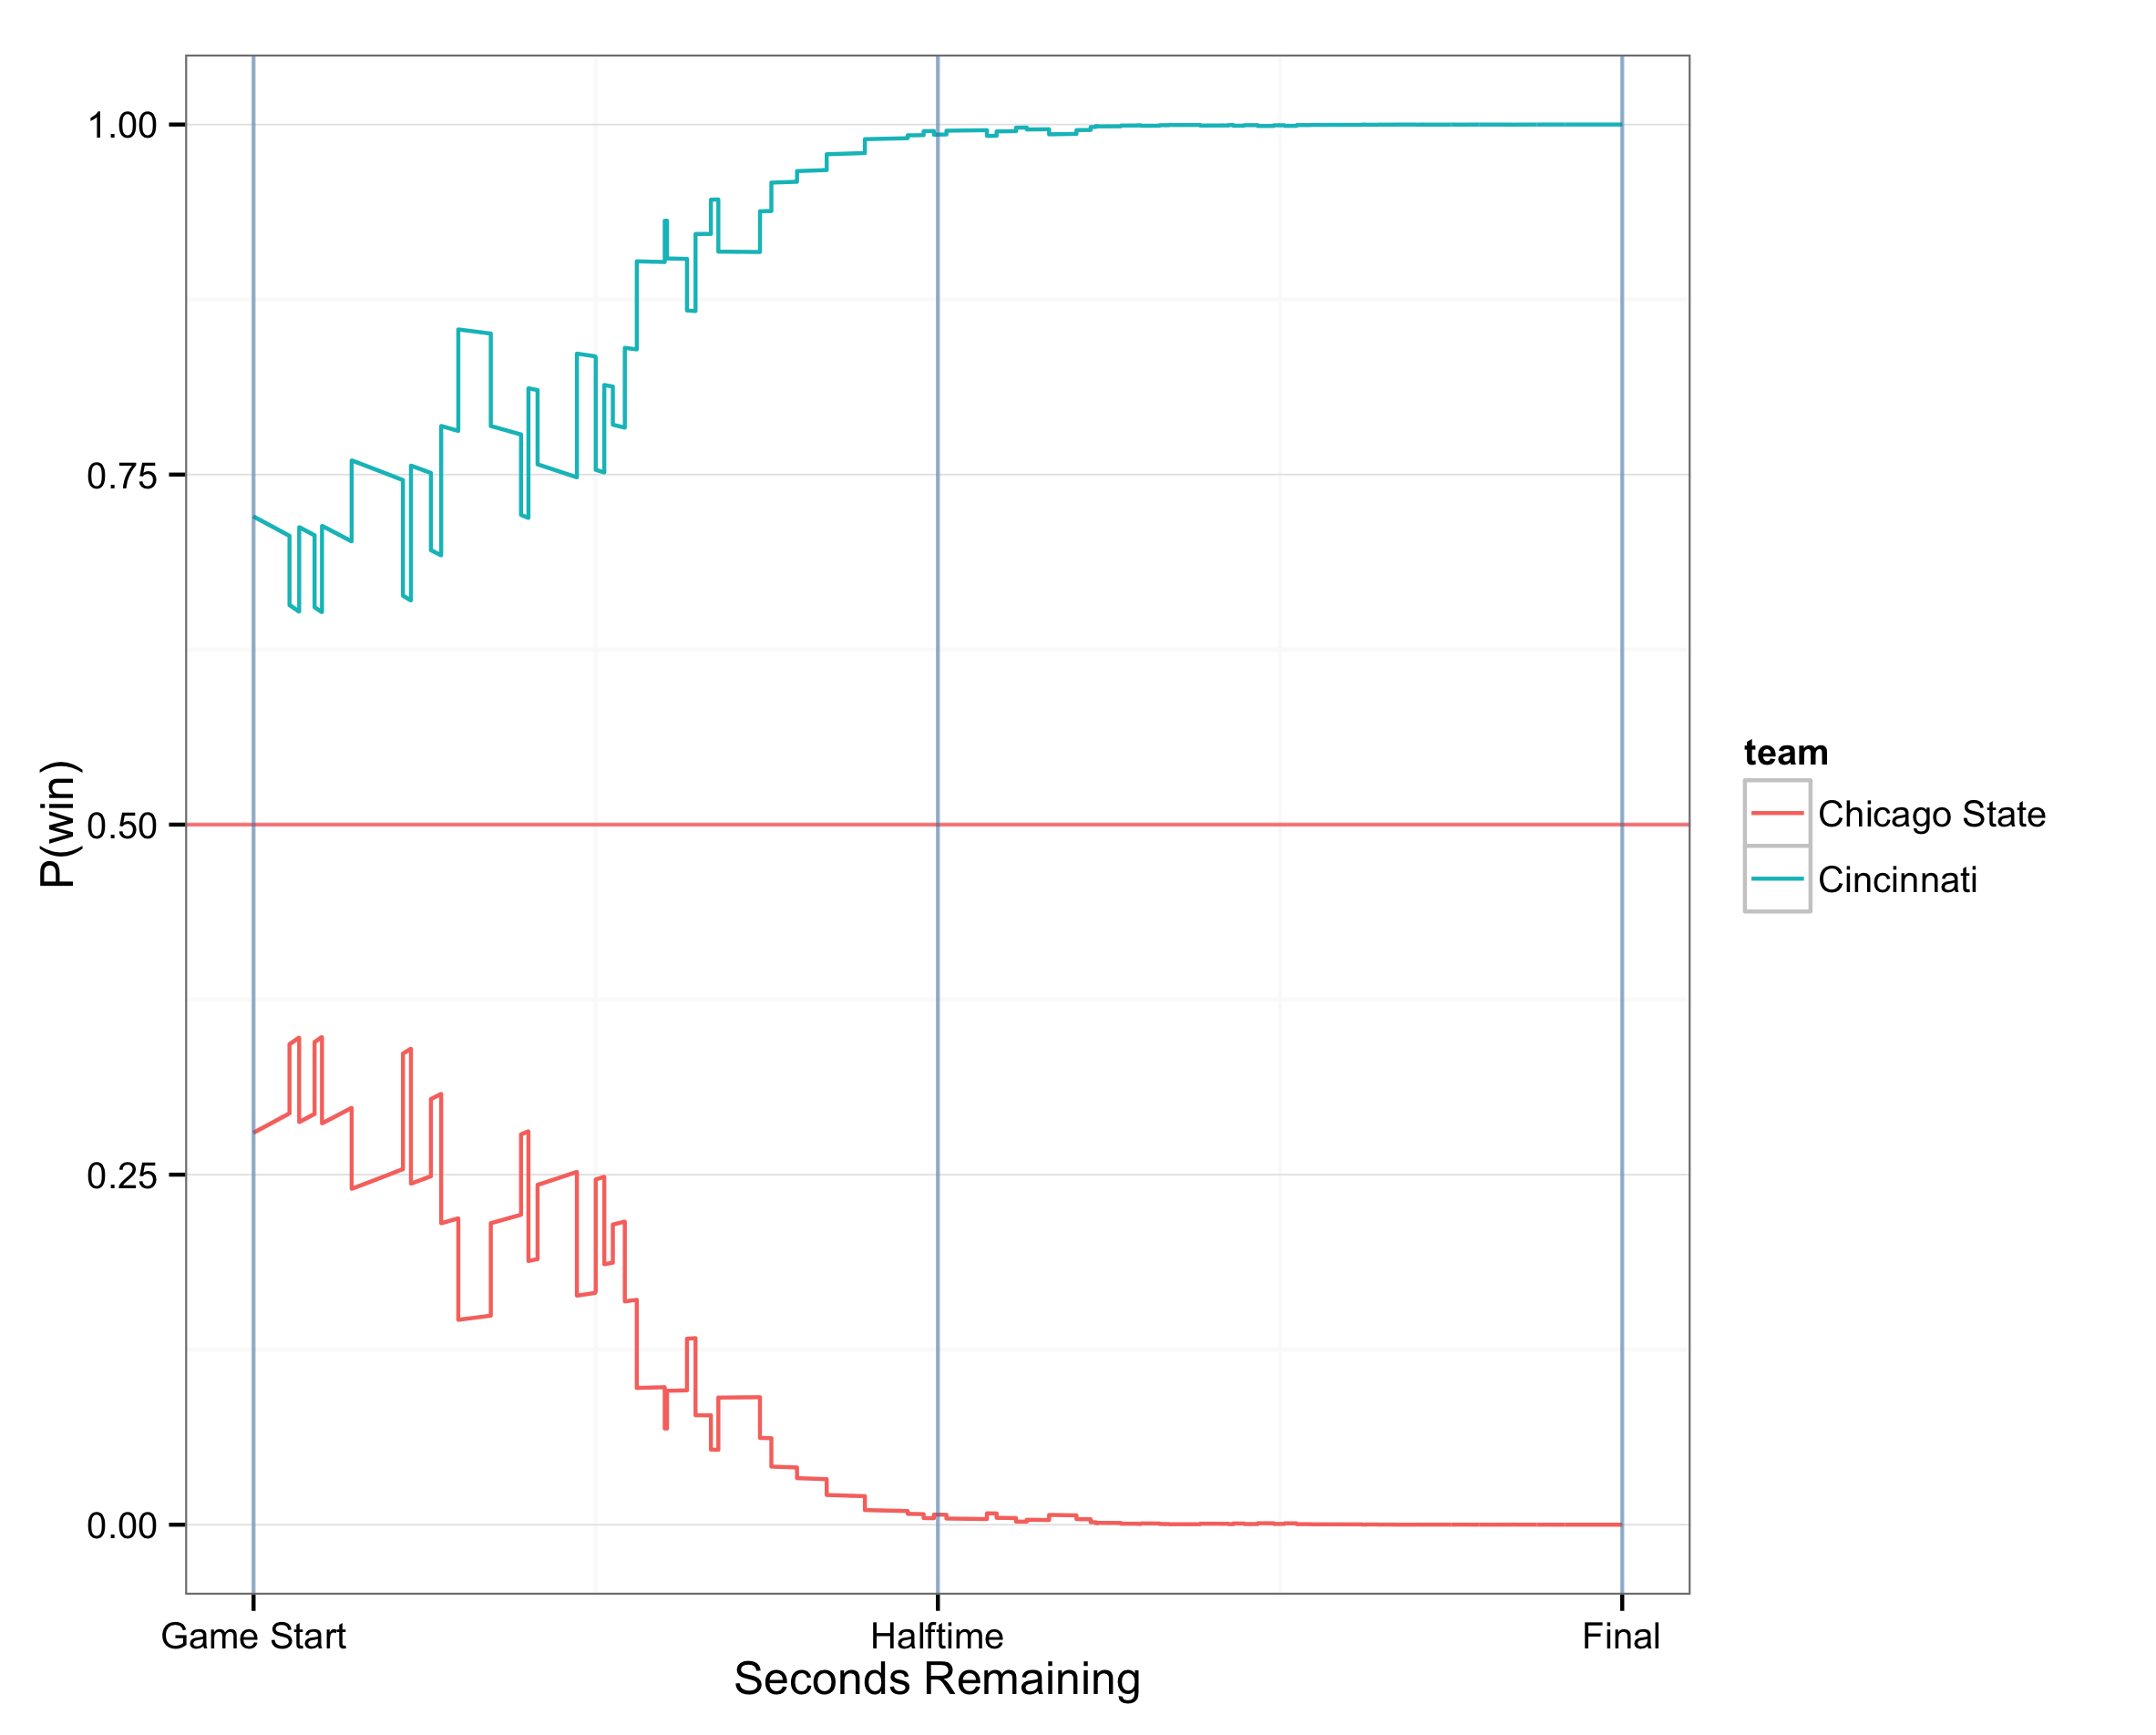 P(win)
1.00
0.75
0.50
0.25
0.00
Game Start
Halftime
Final
Seconds Remaining
team
Chicago State
Cincinnati